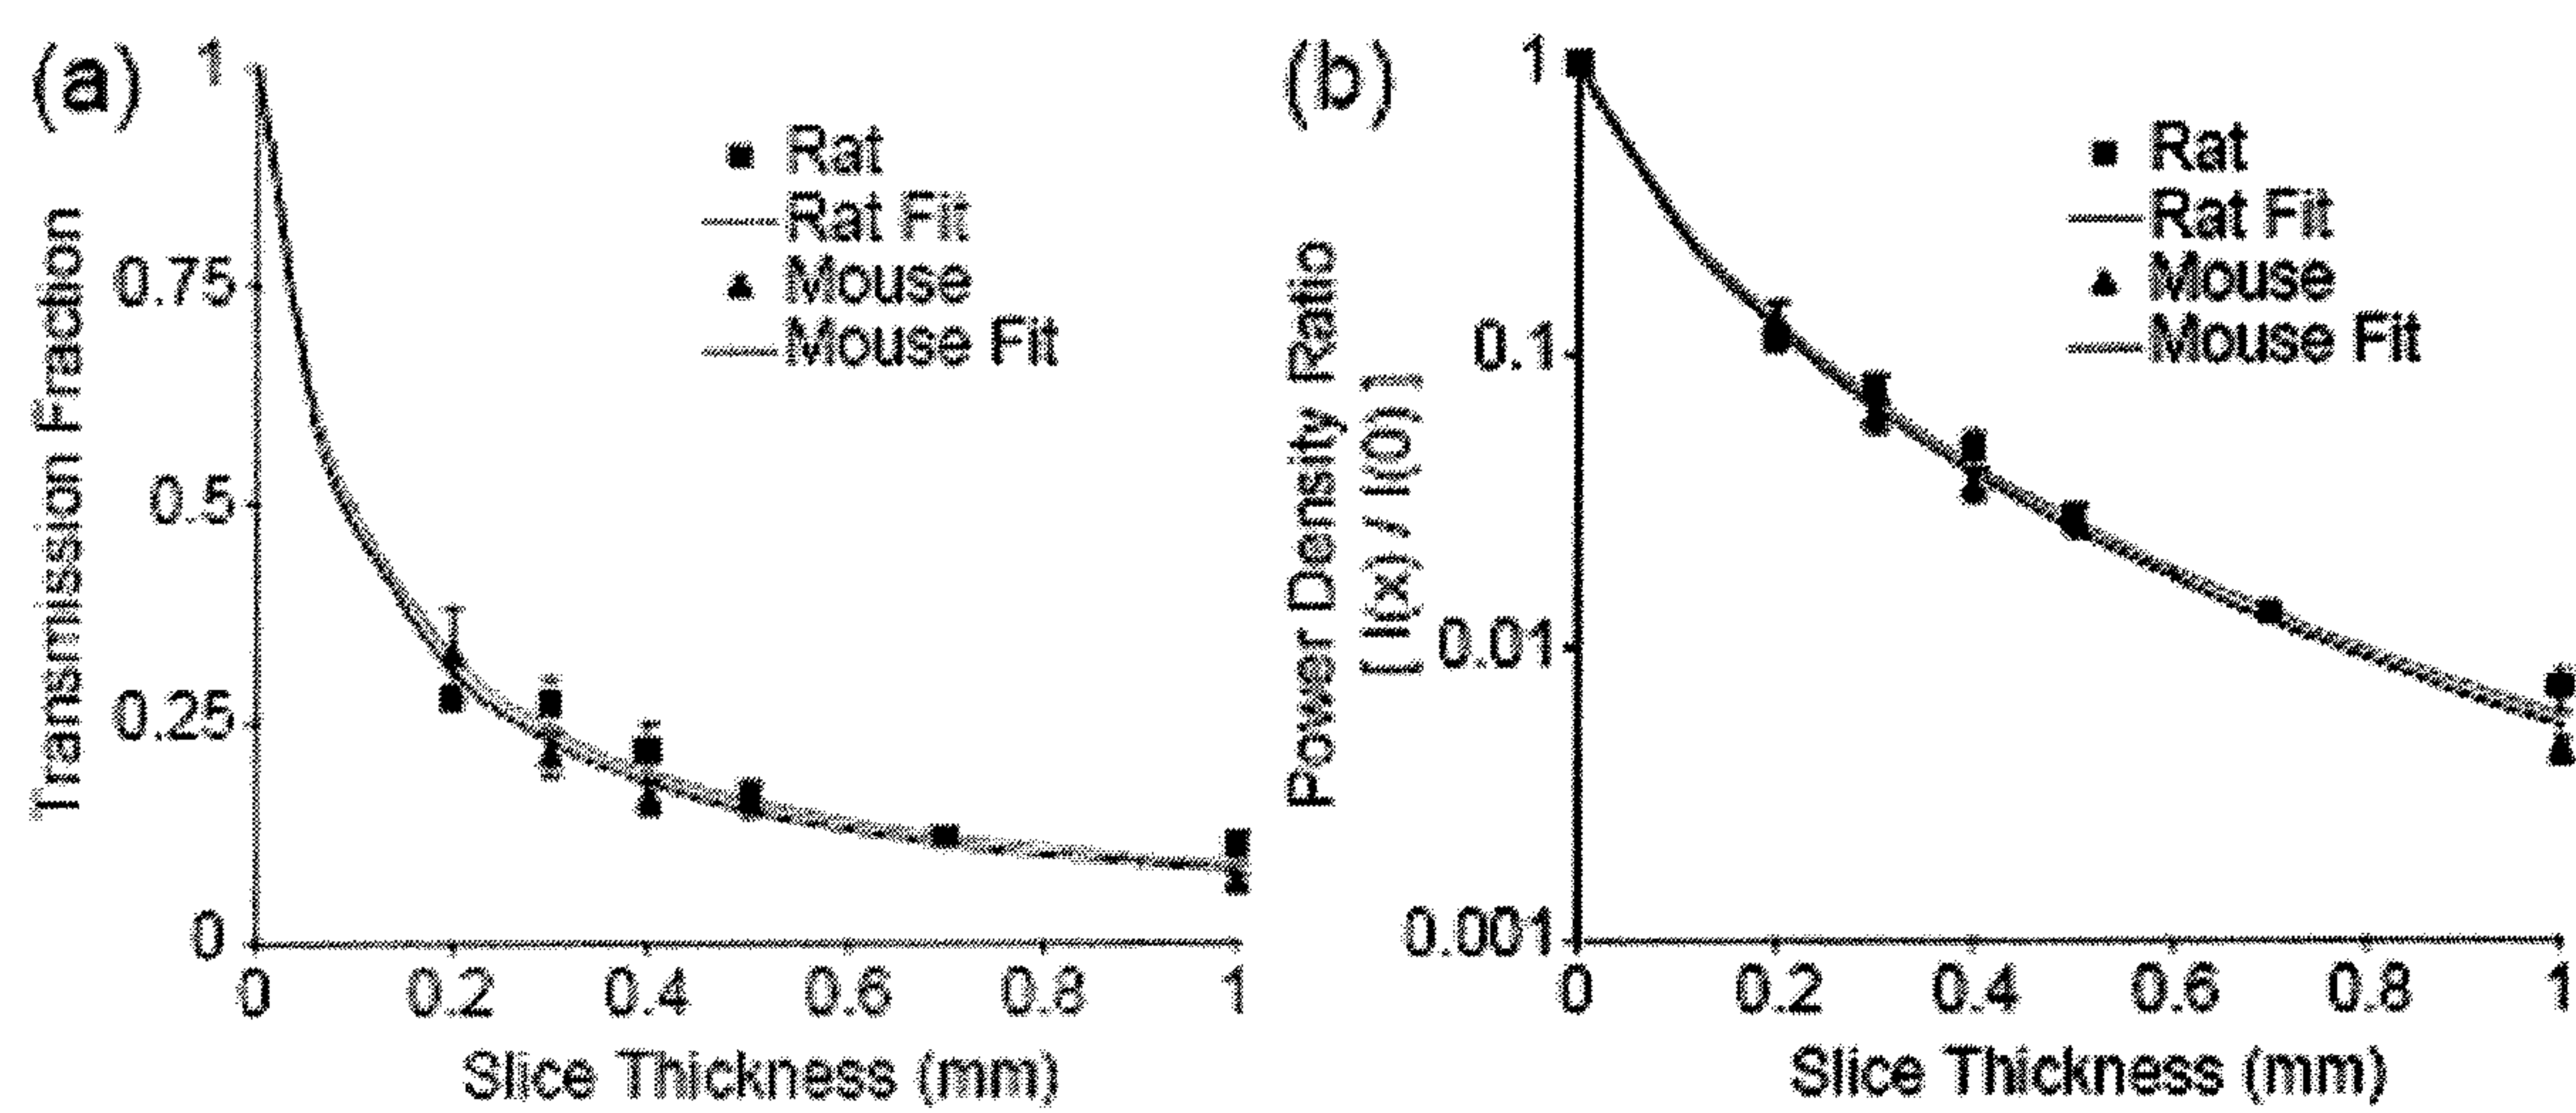 (a)
1
0.75
0.5
0.25
0
Transmission Fraction
Rat
Rat Fit
Mouse
Mouse Fit
0 0.2 0.4 0.6 0.8 1
Slice Thickness (mm)
(b)
1
0.1
0.01
0.001
Power Density Ratio
[ I(x) / I(0) ]
Rat
Rat Fit
Mouse
Mouse Fit
0 0.2 0.4 0.6 0.8 1
Slice Thickness (mm)